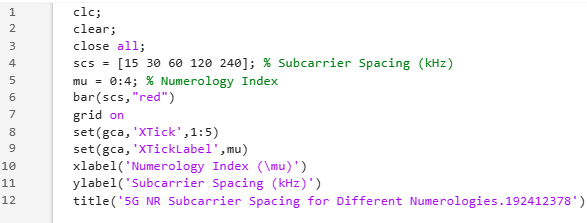 1 clc;
2 clear;
3 close all;
4 scs = [15 30 60 120 240]; % Subcarrier Spacing (kHz)
5 mu = 0:4; % Numerology Index
6 bar(scs,"red")
7 grid on
8 set(gca,'XTick',1:5)
9 set(gca,'XTickLabel',mu)
10 xlabel('Numerology Index (\mu)')
11 ylabel('Subcarrier Spacing (kHz)')
12 title('5G NR Subcarrier Spacing for Different Numerologies.192412378')